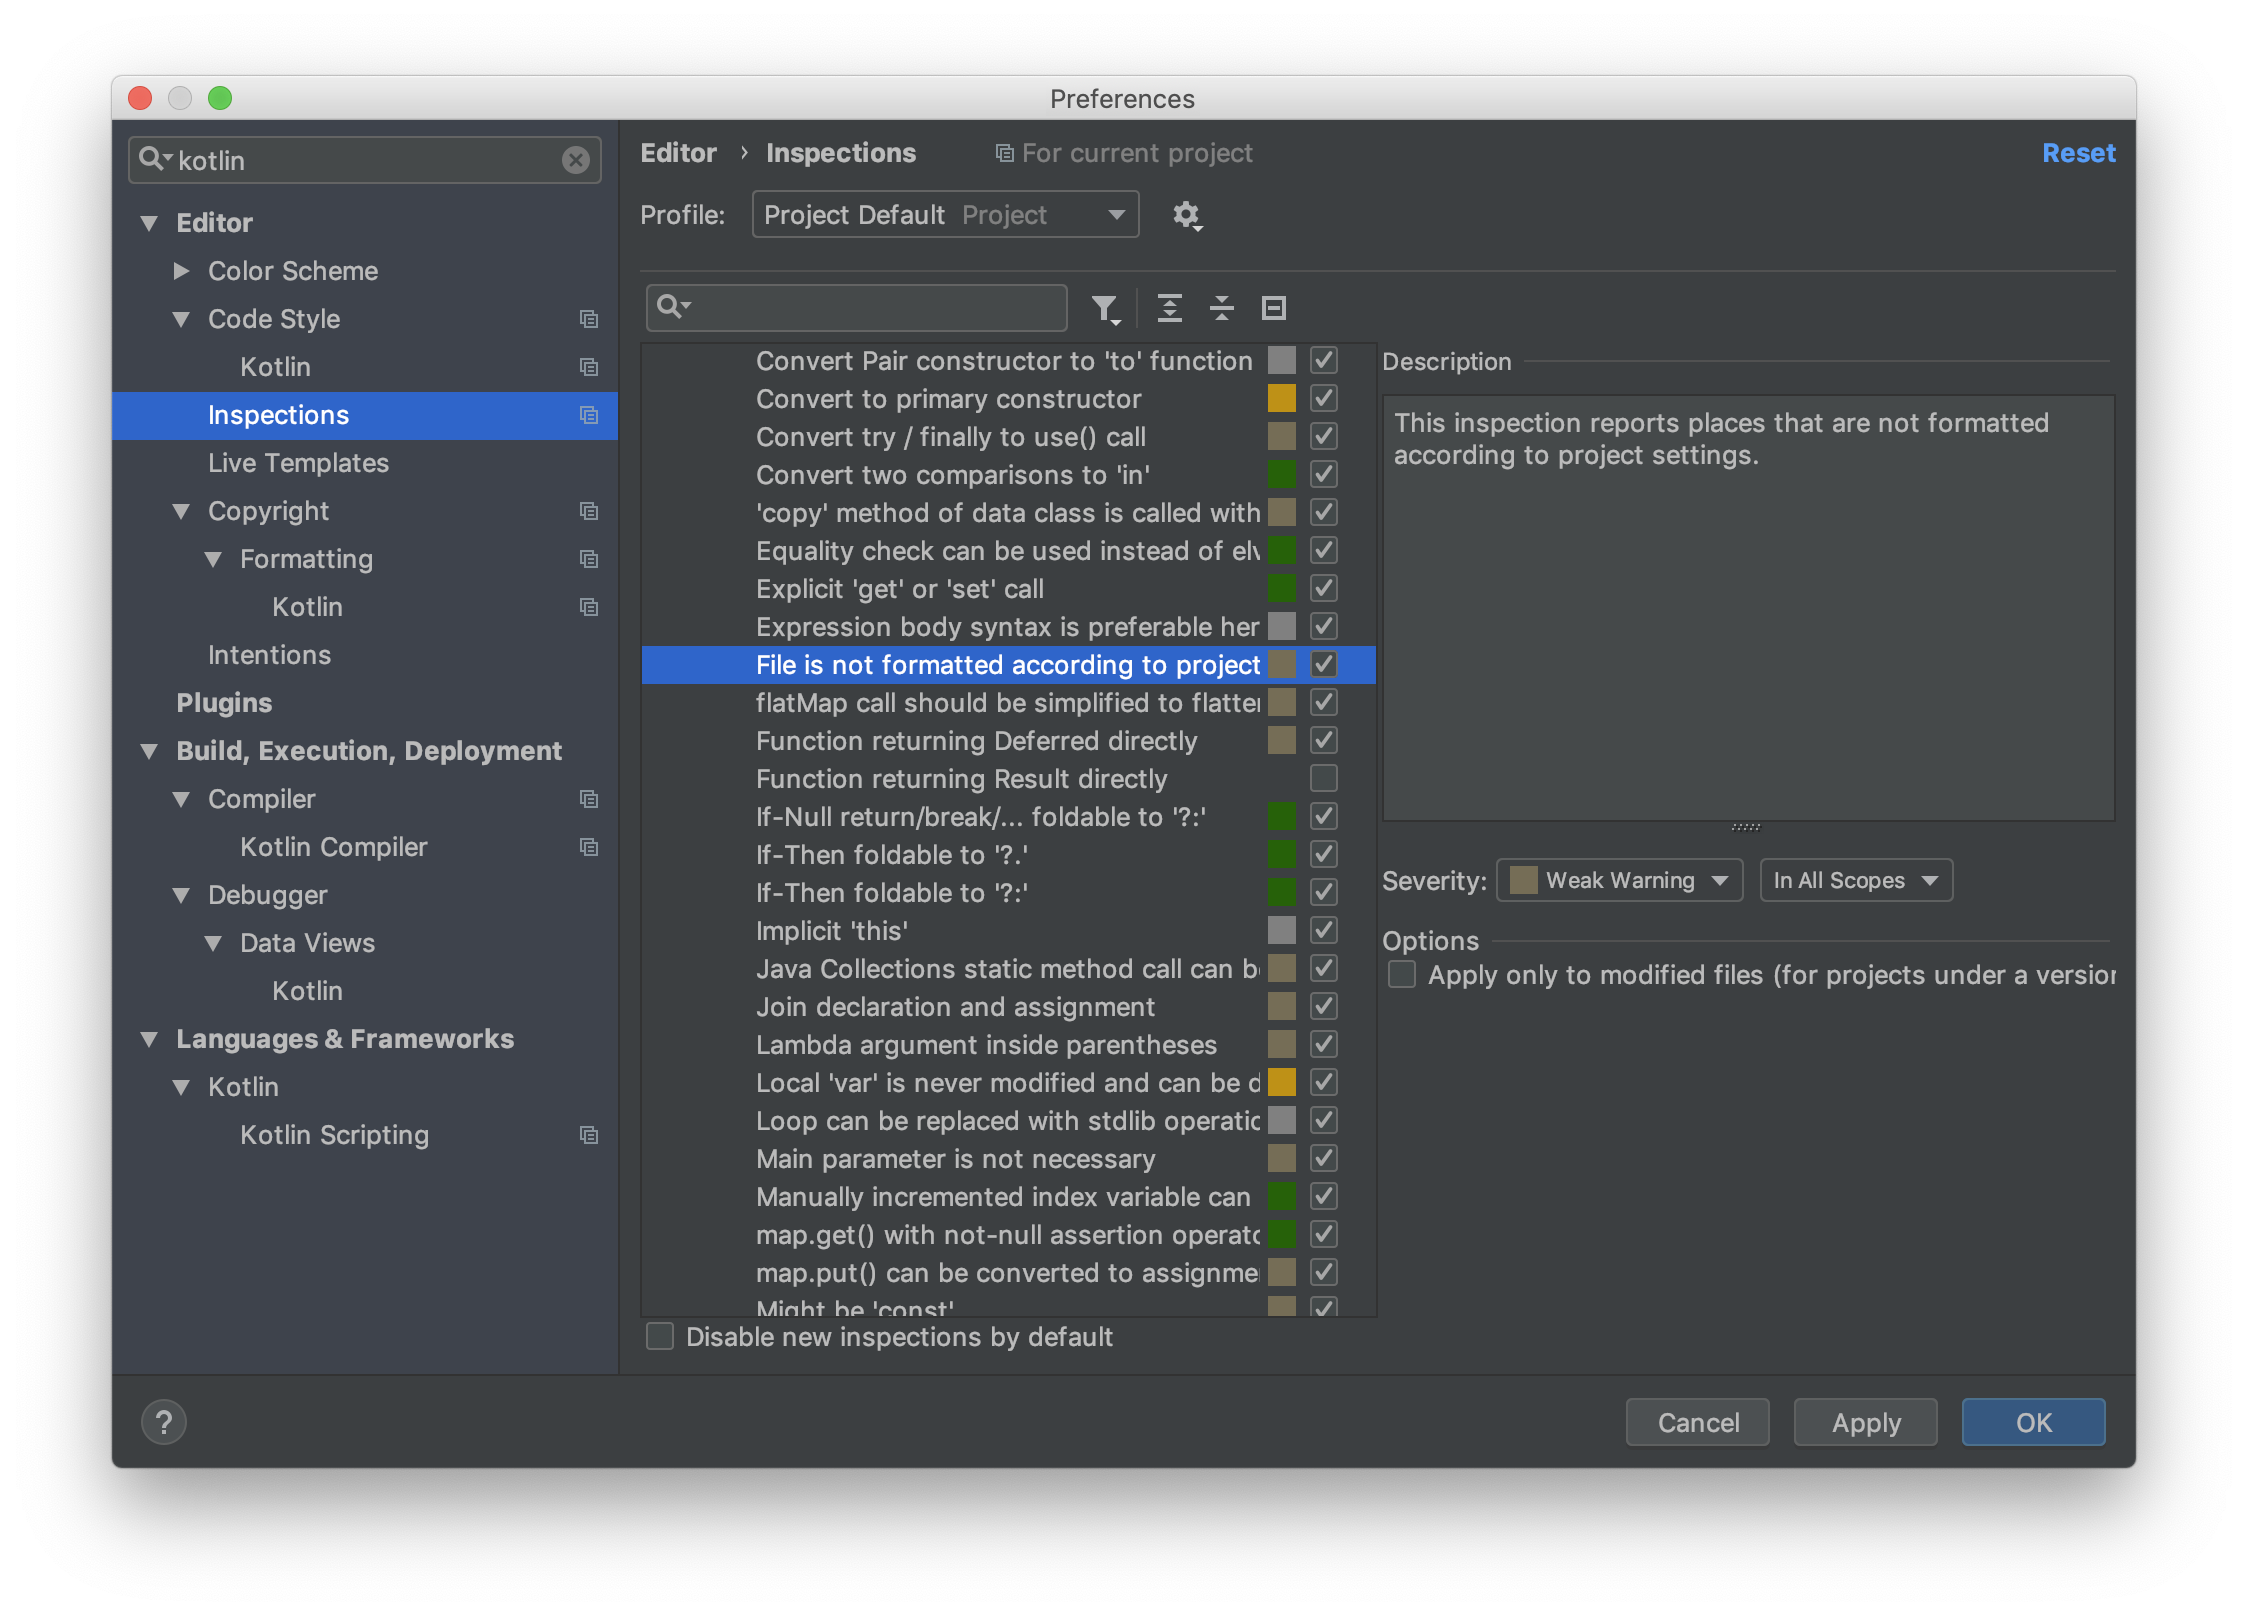 Preferences
kotlin
Editor
Color Scheme
Code Style
Kotlin
Inspections
Live Templates
Copyright
Formatting
Kotlin
Intentions
Plugins
Build, Execution, Deployment
Compiler
Kotlin Compiler
Debugger
Data Views
Kotlin
Languages & Frameworks
Kotlin
Kotlin Scripting
Editor › Inspections For current project Reset
Profile: Project Default Project
Convert Pair constructor to 'to' function
Convert to primary constructor
Convert try / finally to use() call
Convert two comparisons to 'in'
'copy' method of data class is called with
Equality check can be used instead of elv
Explicit 'get' or 'set' call
Expression body syntax is preferable her
File is not formatted according to project
flatMap call should be simplified to flatte
Function returning Deferred directly
Function returning Result directly
If-Null return/break/... foldable to '?:'
If-Then foldable to '?.'
If-Then foldable to '?:'
Implicit 'this'
Java Collections static method call can b
Join declaration and assignment
Lambda argument inside parentheses
Local 'var' is never modified and can be d
Loop can be replaced with stdlib operatio
Main parameter is not necessary
Manually incremented index variable can
map.get() with not-null assertion operato
map.put() can be converted to assignme
Might be 'const'
Disable new inspections by default
Description
This inspection reports places that are not formatted
according to project settings.
Severity: Weak Warning In All Scopes
Options
Apply only to modified files (for projects under a version
? Cancel Apply OK